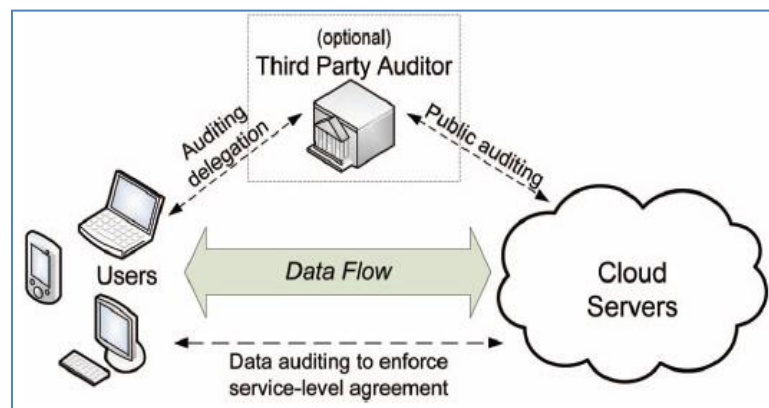 (optional)
Third Party Auditor
Auditing
delegation
Public auditing
Users
Data Flow
Cloud
Servers
Data auditing to enforce
service-level agreement